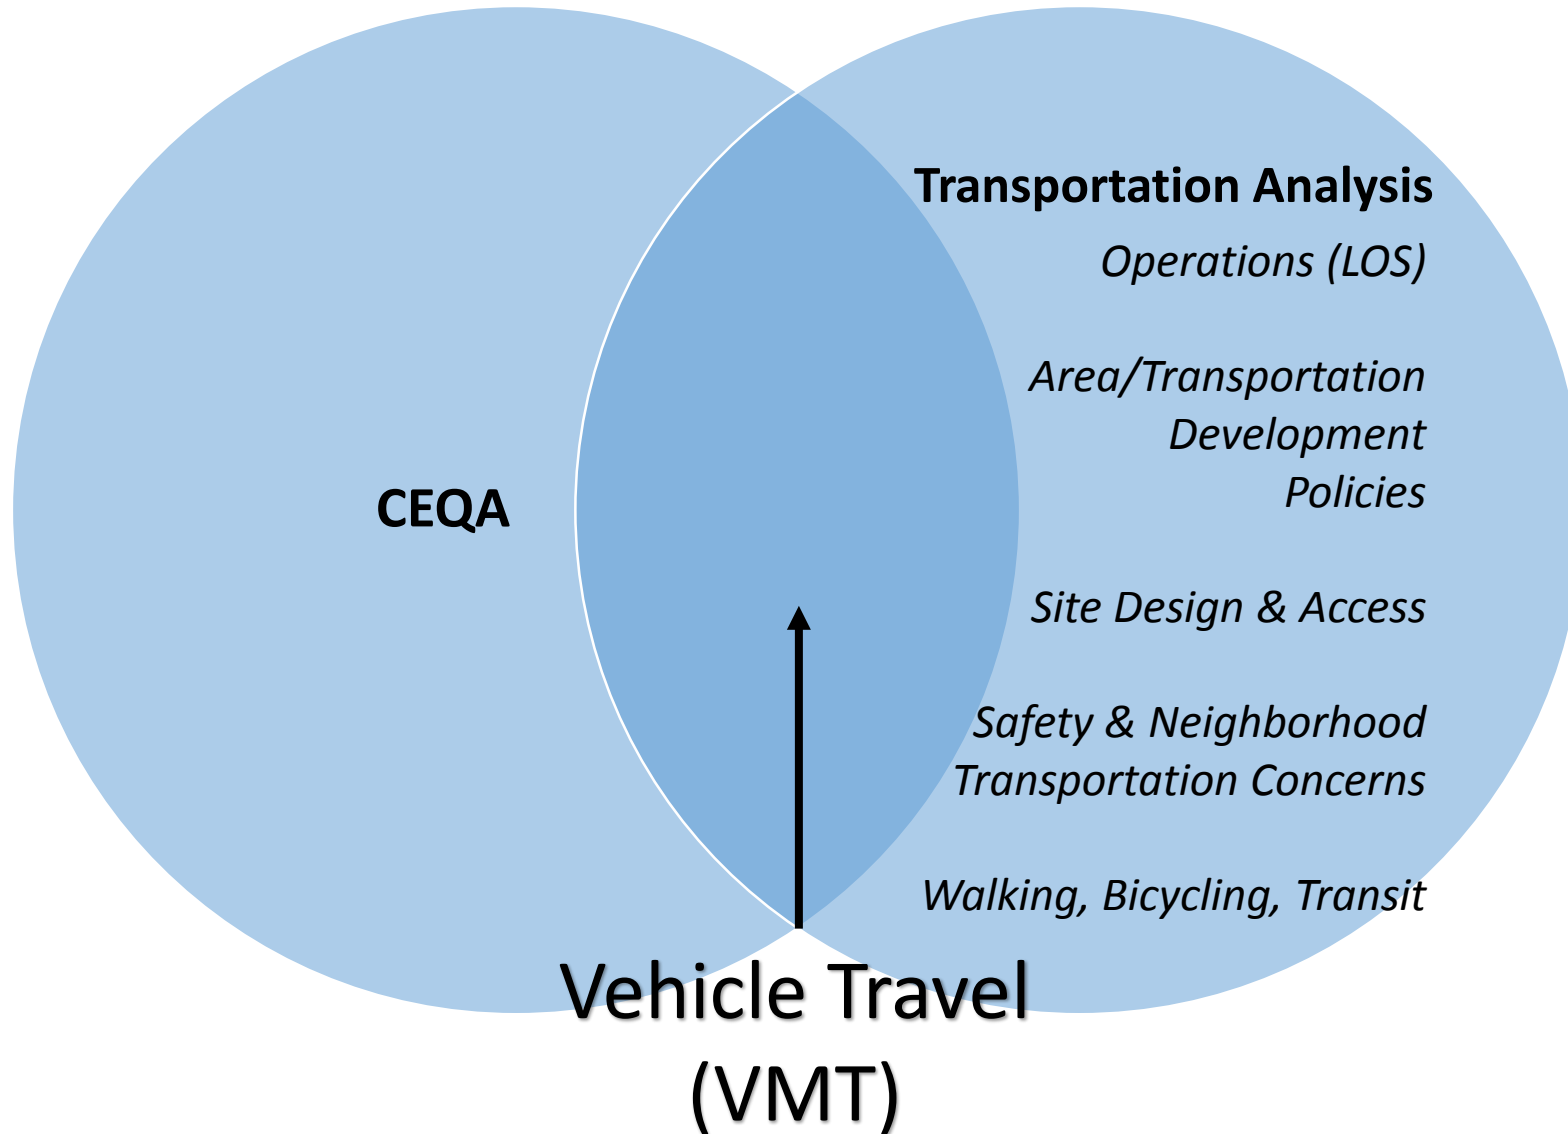 Transportation Analysis
Operations (LOS)
Area/Transportation
Development
Policies
CEQA
Site Design & Access
Safety & Neighborhood
Transportation Concerns
Walking, Bicycling, Transit
Vehicle Travel
(VMT)